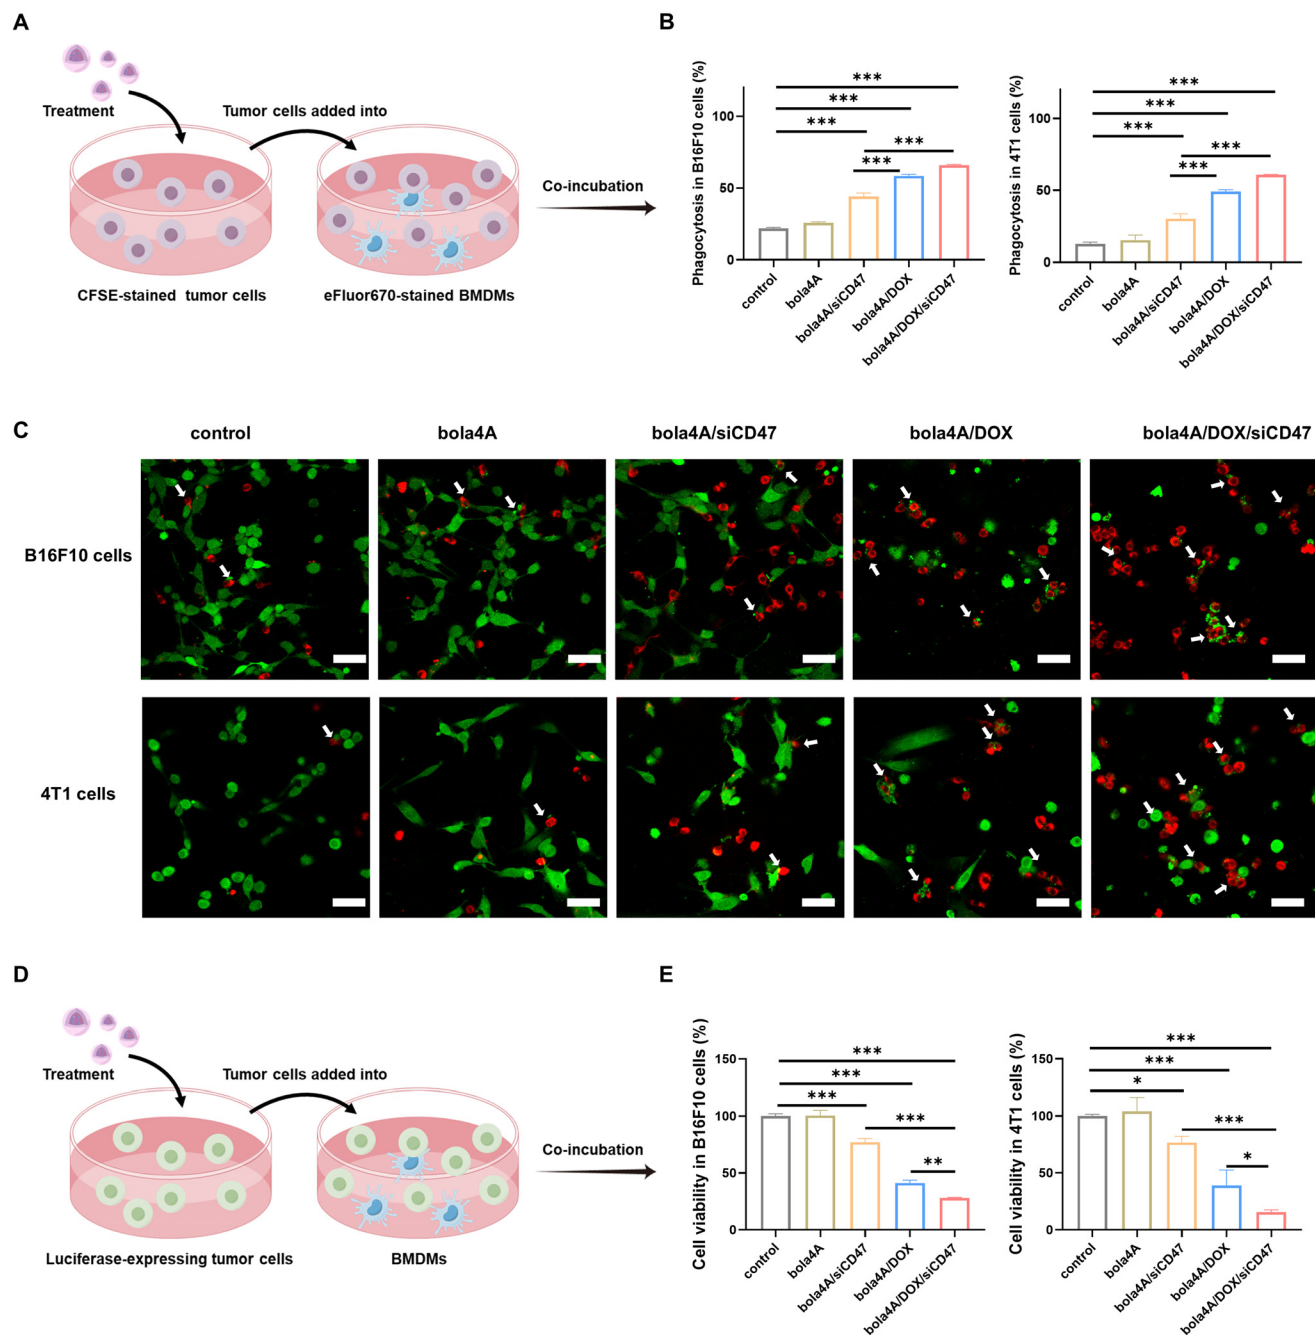 A
Treatment
Tumor cells added into
Co-incubation
CFSE-stained tumor cells
eFluor670-stained BMDMs
B
Phagocytosis in B16F10 cells (%)
100
50
0
***
***
***
***
***
control
bola4A
bola4A/siCD47
bola4A/DOX
bola4A/DOX/siCD47
Phagocytosis in 4T1 cells (%)
100
50
0
***
***
***
***
***
control
bola4A
bola4A/siCD47
bola4A/DOX
bola4A/DOX/siCD47
C
control
bola4A
bola4A/siCD47
bola4A/DOX
bola4A/DOX/siCD47
B16F10 cells
4T1 cells
D
Treatment
Tumor cells added into
Co-incubation
Luciferase-expressing tumor cells
BMDMs
E
Cell viability in B16F10 cells (%)
150
100
50
0
***
***
***
***
**
control
bola4A
bola4A/siCD47
bola4A/DOX
bola4A/DOX/siCD47
Cell viability in 4T1 cells (%)
150
100
50
0
***
***
*
***
*
control
bola4A
bola4A/siCD47
bola4A/DOX
bola4A/DOX/siCD47